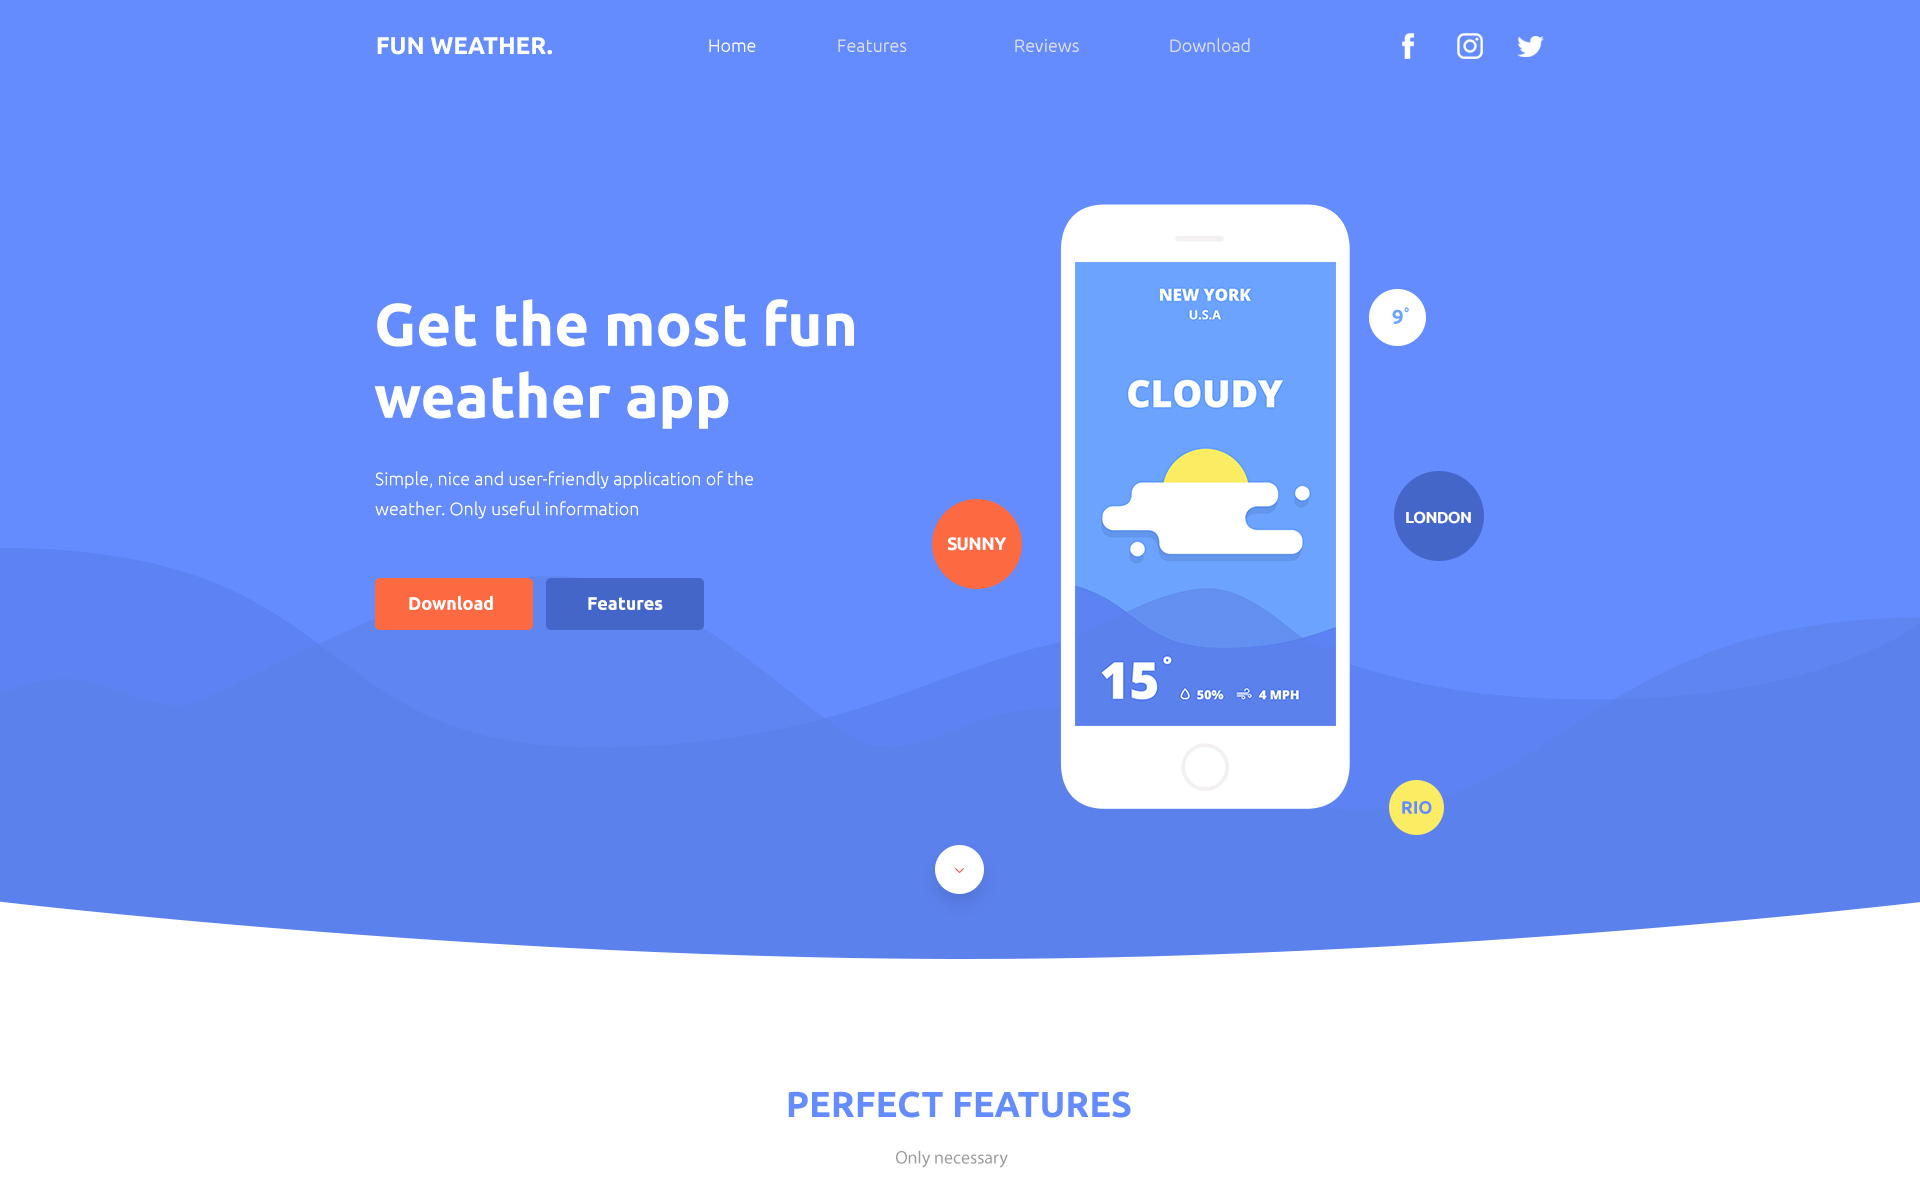 FUN WEATHER.
Home
Features
Reviews
Download
Get the most fun
weather app
Simple, nice and user-friendly application of the
weather. Only useful information
Download
Features
NEW YORK
U.S.A
CLOUDY
15°
50%
4 MPH
9°
SUNNY
LONDON
RIO
PERFECT FEATURES
Only necessary